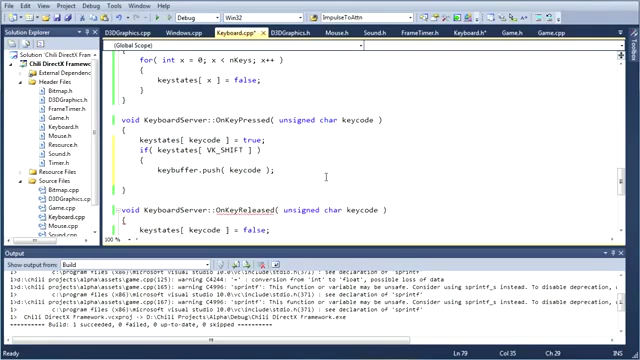 File Edit View Project Build Debug Team Data Tools Architecture Test Analyze Window Help
Debug Win32 ImpulseToAttn
Solution Explorer
D3DGraphics.cpp Windows.cpp Keyboard.cpp* D3DGraphics.h Mouse.h Sound.h FrameTimer.h Keyboard.h* Game.h Game.cpp
(Global Scope)
Solution 'Chili DirectX Framework'
Chili DirectX Framework
External Dependencies
Header Files
Bitmap.h
D3DGraphics.h
FrameTimer.h
Game.h
Keyboard.h
Mouse.h
Resource.h
Sound.h
Timer.h
Resource Files
Source Files
Bitmap.cpp
D3DGraphics.cpp
Game.cpp
Keyboard.cpp
Mouse.cpp
Sound.cpp
{
for( int x = 0; x < nKeys; x++ )
{
keystates[ x ] = false;
}
}
void KeyboardServer::OnKeyPressed( unsigned char keycode )
{
keystates[ keycode ] = true;
if( keystates[ VK_SHIFT ] )
{
keybuffer.push( keycode );
}
void KeyboardServer::OnKeyReleased( unsigned char keycode )
{
keystates[ keycode ] = false;
100 %
Toolbox
Output
Show output from: Build
1> c:\program files (x86)\microsoft visual studio 10.0\vc\include\stdio.h(371) : see declaration of 'sprintf'
1>d:\chili projects\alpha\assets\game.cpp(125): warning C4244: '=' : conversion from 'int' to 'float', possible loss of data
1>d:\chili projects\alpha\assets\game.cpp(165): warning C4996: 'sprintf': This function or variable may be unsafe. Consider using sprintf_s instead. To disable deprecation,
1> c:\program files (x86)\microsoft visual studio 10.0\vc\include\stdio.h(371) : see declaration of 'sprintf'
1>d:\chili projects\alpha\assets\game.cpp(167): warning C4996: 'sprintf': This function or variable may be unsafe. Consider using sprintf_s instead. To disable deprecation,
1> c:\program files (x86)\microsoft visual studio 10.0\vc\include\stdio.h(371) : see declaration of 'sprintf'
1> Chili DirectX Framework.vcxproj -> D:\Chili Projects\Alpha\Debug\Chili DirectX Framework.exe
========== Build: 1 succeeded, 0 failed, 0 up-to-date, 0 skipped ==========
Ln 79 Col 35 Ch 29